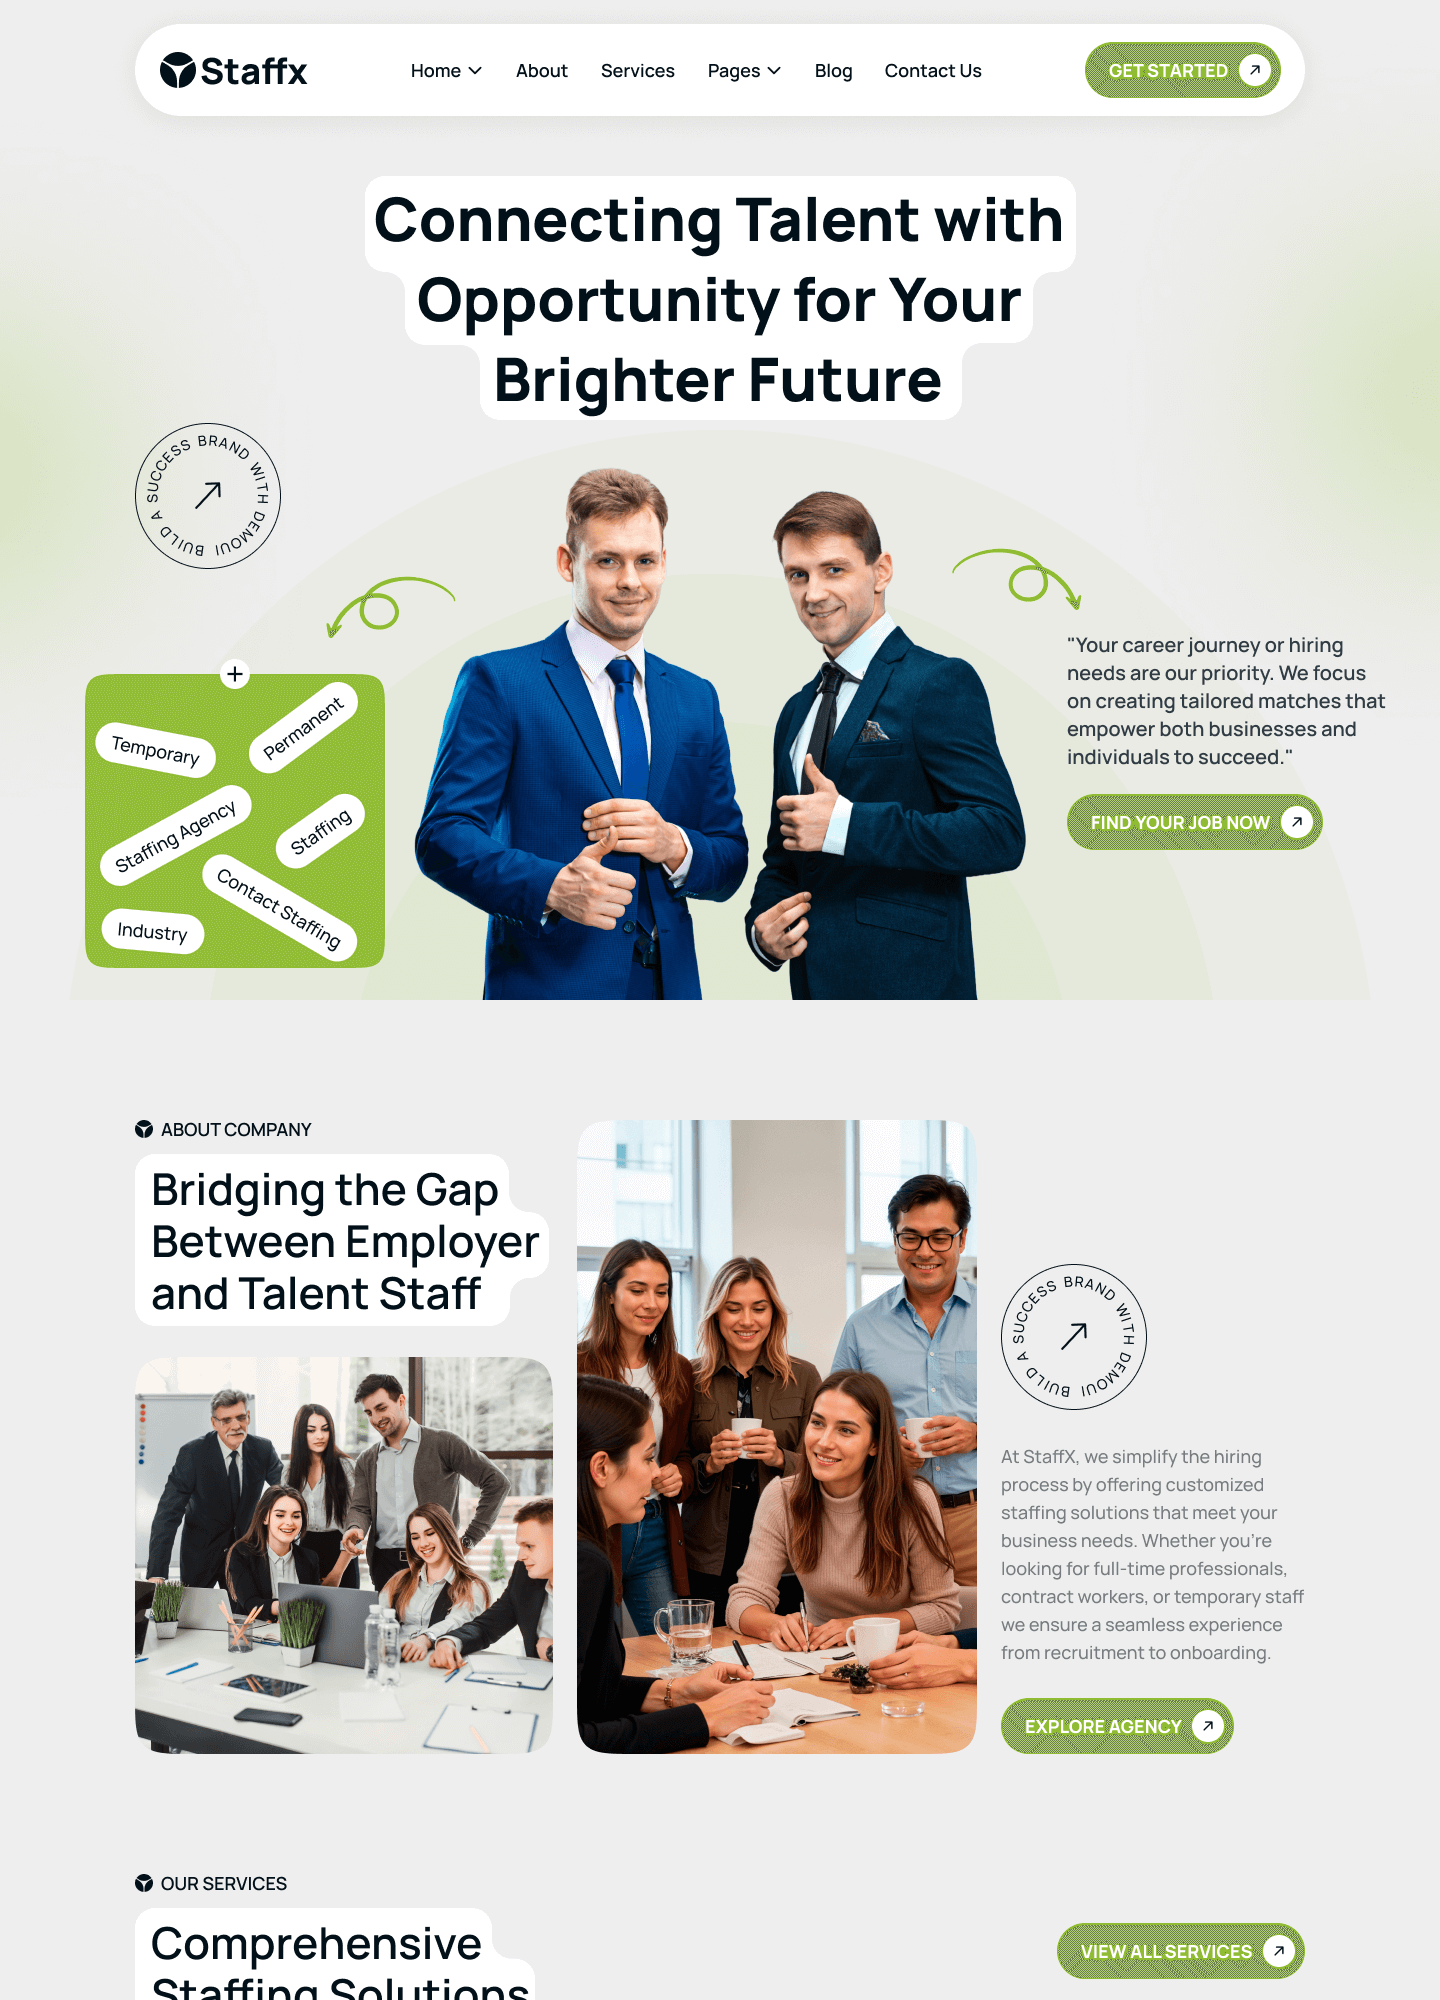 Staffx
Home
About
Services
Pages
Blog
Contact Us
GET STARTED
Connecting Talent with
Opportunity for Your
Brighter Future
BUILD A SUCCESS BRAND WITH DEMOUI
"Your career journey or hiring
needs are our priority. We focus
on creating tailored matches that
empower both businesses and
individuals to succeed."
FIND YOUR JOB NOW
Temporary
Permanent
Staffing Agency
Staffing
Contact Staffing
Industry
ABOUT COMPANY
Bridging the Gap
Between Employer
and Talent Staff
BUILD A SUCCESS BRAND WITH DEMOUI
At StaffX, we simplify the hiring
process by offering customized
staffing solutions that meet your
business needs. Whether you're
looking for full-time professionals,
contract workers, or temporary staff
we ensure a seamless experience
from recruitment to onboarding.
EXPLORE AGENCY
OUR SERVICES
Comprehensive
Staffing Solutions
VIEW ALL SERVICES